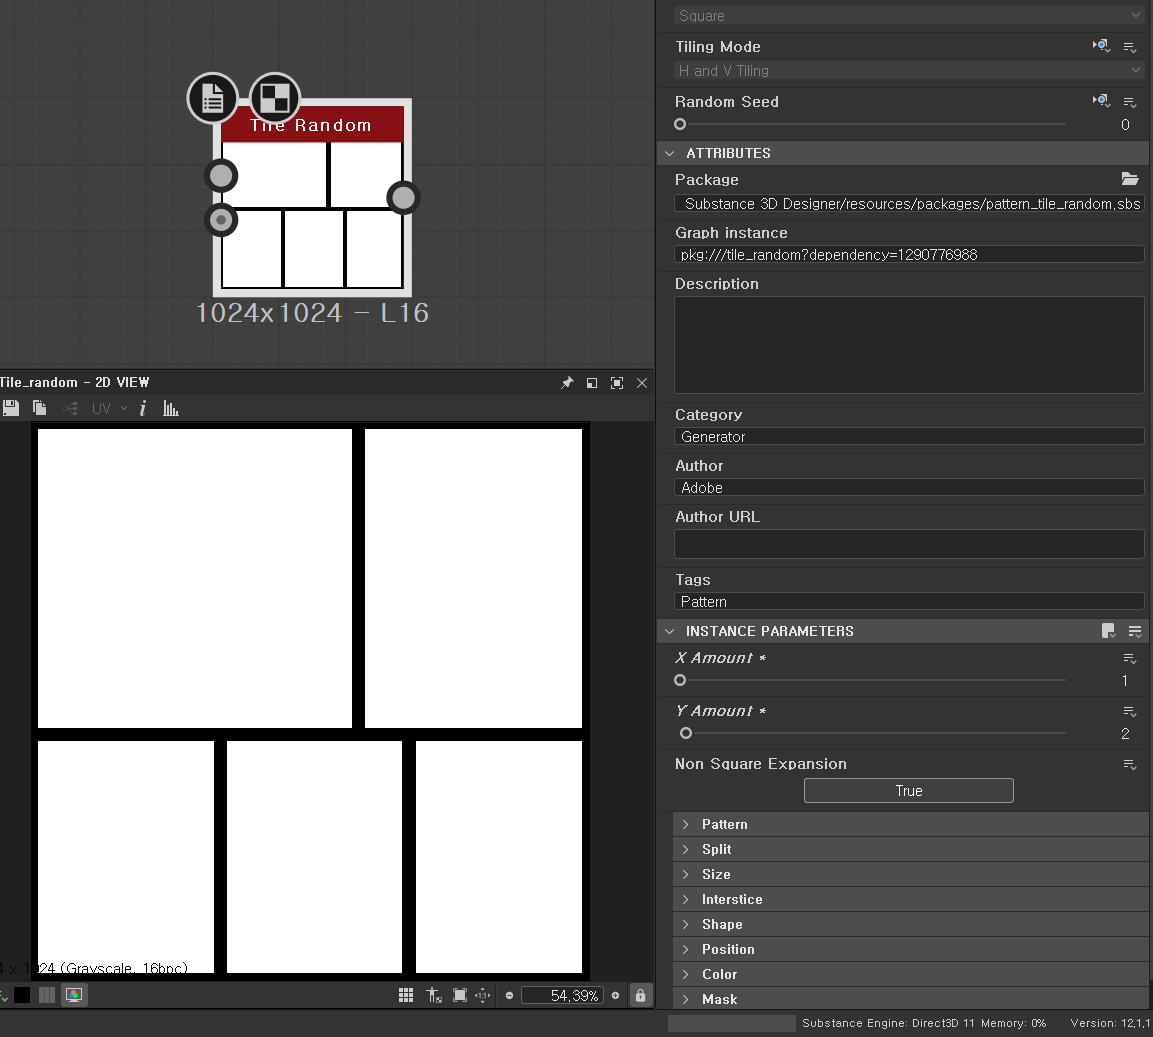 Tile Random
1024x1024 - L16
Tile_random - 2D VIEW
UV
i
4 x 1024 (Grayscale, 16bpc)
54,39%
Square
Tiling Mode
H and V Tiling
Random Seed
0
ATTRIBUTES
Package
Substance 3D Designer/resources/packages/pattern_tile_random,sbs
Graph instance
pkg:///tile_random?dependency=1290776988
Description
Category
Generator
Author
Adobe
Author URL
Tags
Pattern
INSTANCE PARAMETERS
X Amount *
1
Y Amount *
2
Non Square Expansion
True
Pattern
Split
Size
Interstice
Shape
Position
Color
Mask
Substance Engine: Direct3D 11 Memory: 0% Version: 12,1,1